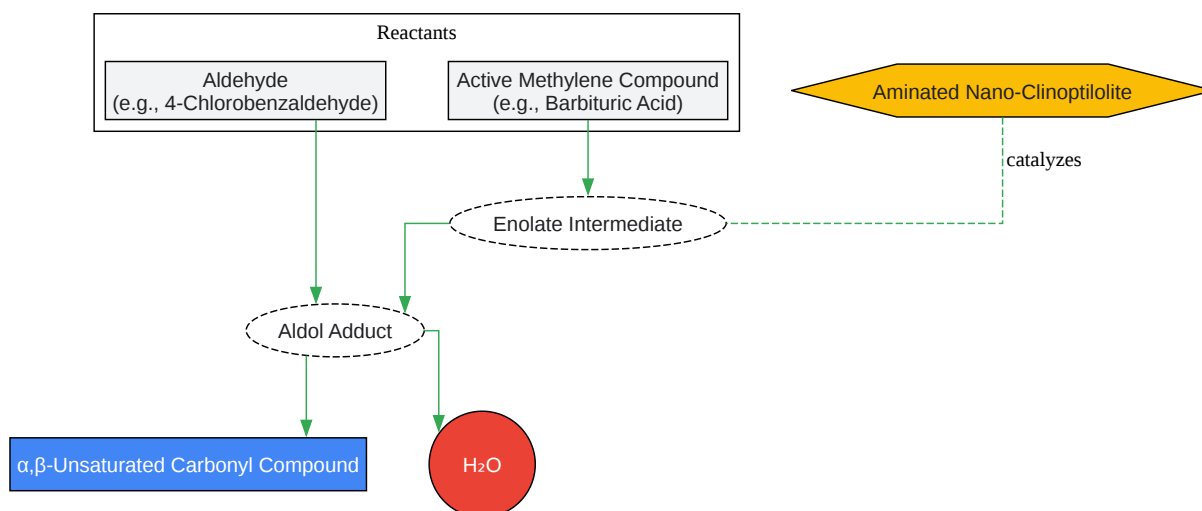 Reactants
Aldehyde
(e.g., 4-Chlorobenzaldehyde)
Active Methylene Compound
(e.g., Barbituric Acid)
Aminated Nano-Clinoptilolite
catalyzes
Enolate Intermediate
Aldol Adduct
α,β-Unsaturated Carbonyl Compound
H₂O